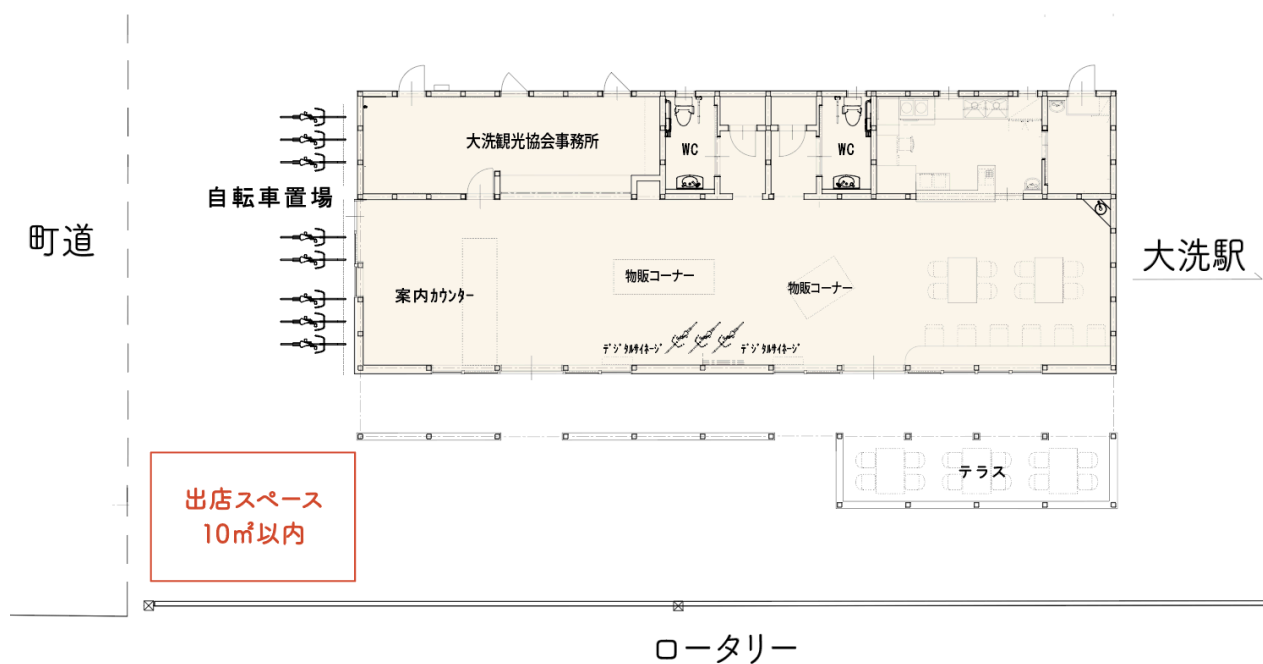 大洗観光協会事務所
WC
WC
自転車置場
町道
大洗駅
案内カウンター
物販コーナー
物販コーナー
デジタルサイネージ
デジタルサイネージ
テラス
出店スペース
10㎡以内
ロータリー